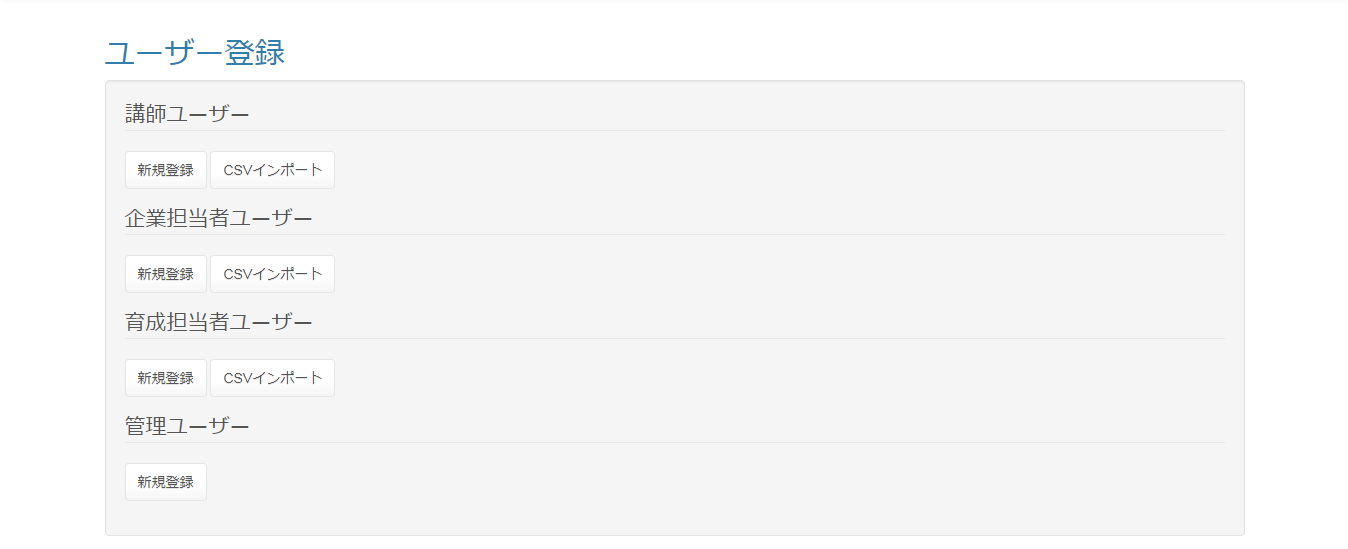 ユーザー登録
講師ユーザー
新規登録 CSVインポート
企業担当者ユーザー
新規登録 CSVインポート
育成担当者ユーザー
新規登録 CSVインポート
管理ユーザー
新規登録